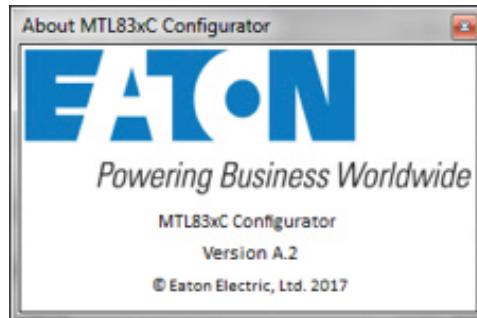 About MTL83xC Configurator
EATON
Powering Business Worldwide
MTL83xC Configurator
Version A.2
© Eaton Electric, Ltd. 2017